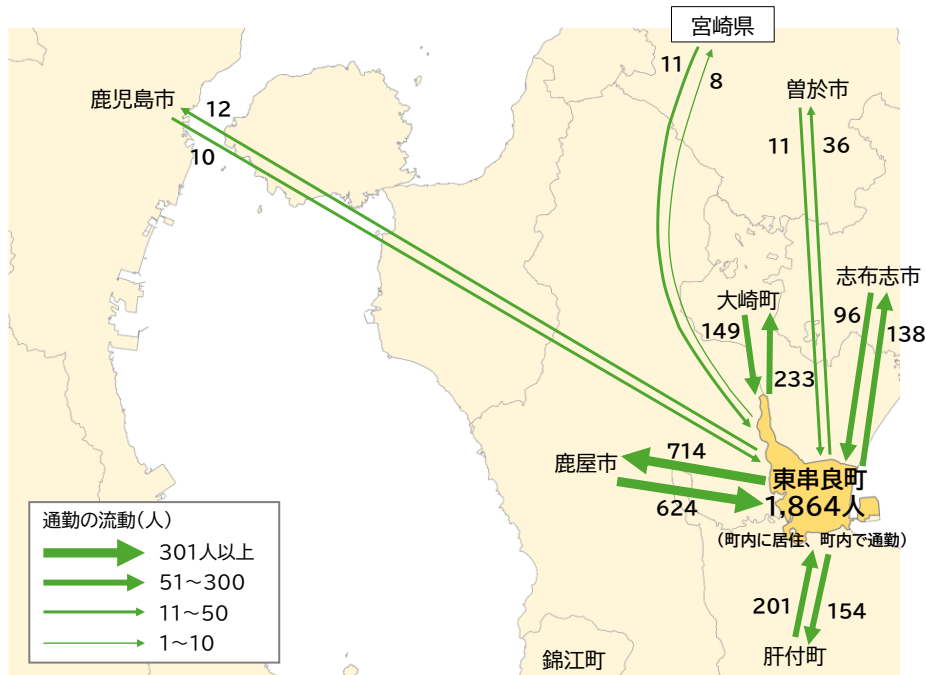 宮崎県
11
8
鹿児島市
12
10
曽於市
11
36
志布志市
96
138
大崎町
149
233
鹿屋市
714
624
東串良町
1,864人
(町内に居住、町内で通勤)
201
154
肝付町
錦江町
通勤の流動(人)
301人以上
51～300
11～50
1～10